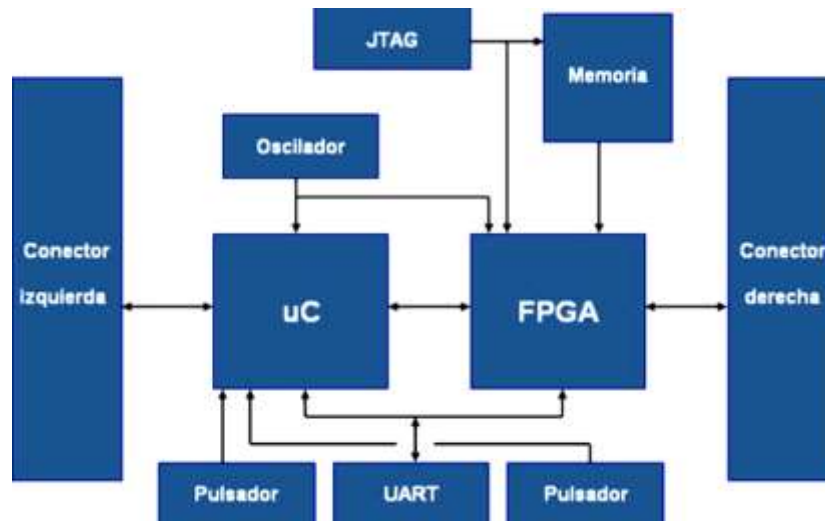 JTAG
Memoria
Oscilador
Conector
izquierda
uC
FPGA
Conector
derecha
Pulsador
UART
Pulsador